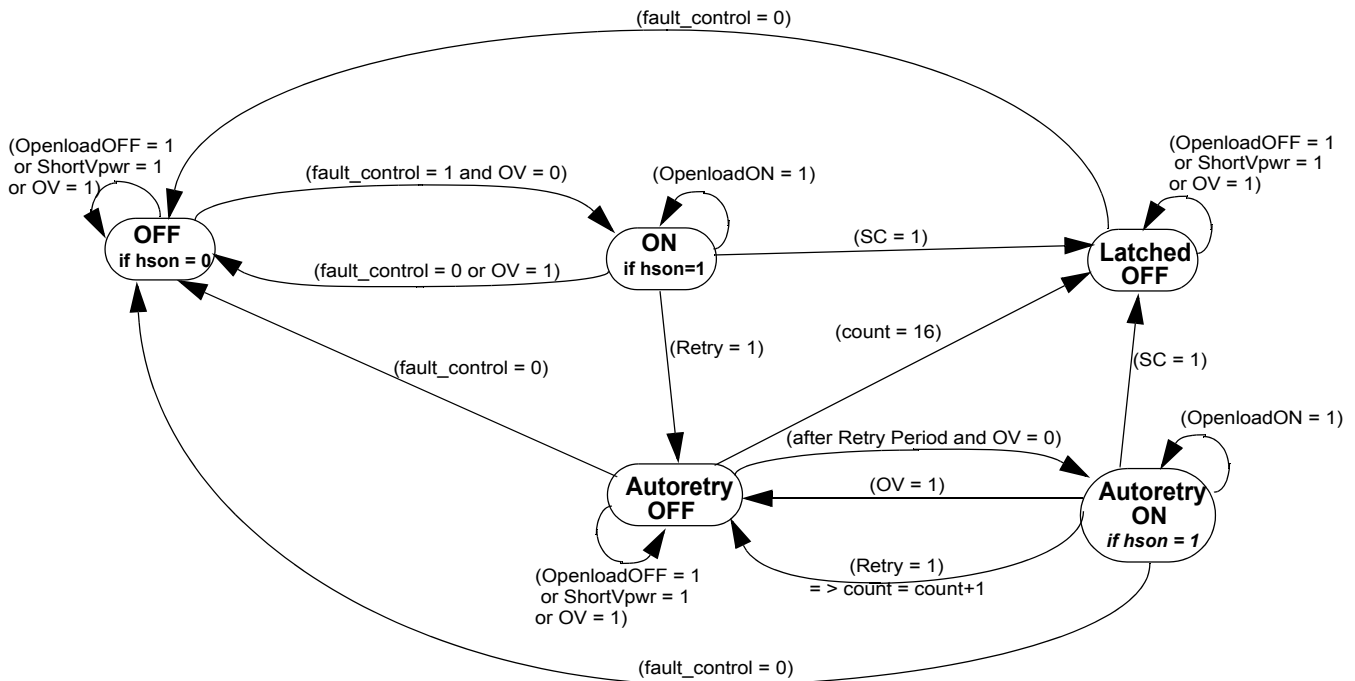 (fault_control = 0)
(OpenloadOFF = 1
or ShortVpwr = 1
or OV = 1)
(fault_control = 1 and OV = 0)
(OpenloadON = 1)
(OpenloadOFF = 1
or ShortVpwr = 1
or OV = 1)
OFF
if hson = 0
ON
if hson=1
(SC = 1)
Latched
OFF
(fault_control = 0 or OV = 1)
(count = 16)
(Retry = 1)
(fault_control = 0)
(SC = 1)
(OpenloadON = 1)
(after Retry Period and OV = 0)
Autoretry
OFF
(OV = 1)
Autoretry
ON
if hson = 1
(Retry = 1)
= > count = count+1
(OpenloadOFF = 1
or ShortVpwr = 1
or OV = 1)
(fault_control = 0)